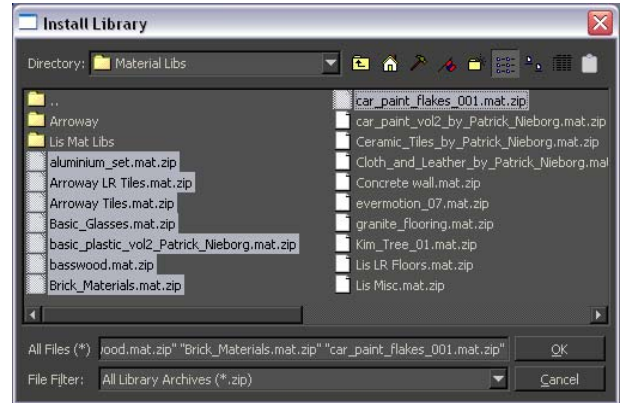 Install Library
Directory: Material Libs
..
Arroway
Lis Mat Libs
aluminium_set.mat.zip
Arroway LR Tiles.mat.zip
Arroway Tiles.mat.zip
Basic_Glasses.mat.zip
basic_plastic_vol2_Patrick_Nieborg.mat.zip
basswood.mat.zip
Brick_Materials.mat.zip
car_paint_flakes_001.mat.zip
car_paint_vol2_by_Patrick_Nieborg.mat.zip
Ceramic_Tiles_by_Patrick_Nieborg.mat.zip
Cloth_and_Leather_by_Patrick_Nieborg.mat
Concrete wall.mat.zip
evermotion_07.mat.zip
granite_flooring.mat.zip
Kim_Tree_01.mat.zip
Lis LR Floors.mat.zip
Lis Misc.mat.zip
All Files (*) ood.mat.zip" "Brick_Materials.mat.zip" "car_paint_flakes_001.mat.zip" OK
File Filter: All Library Archives (*.zip) Cancel